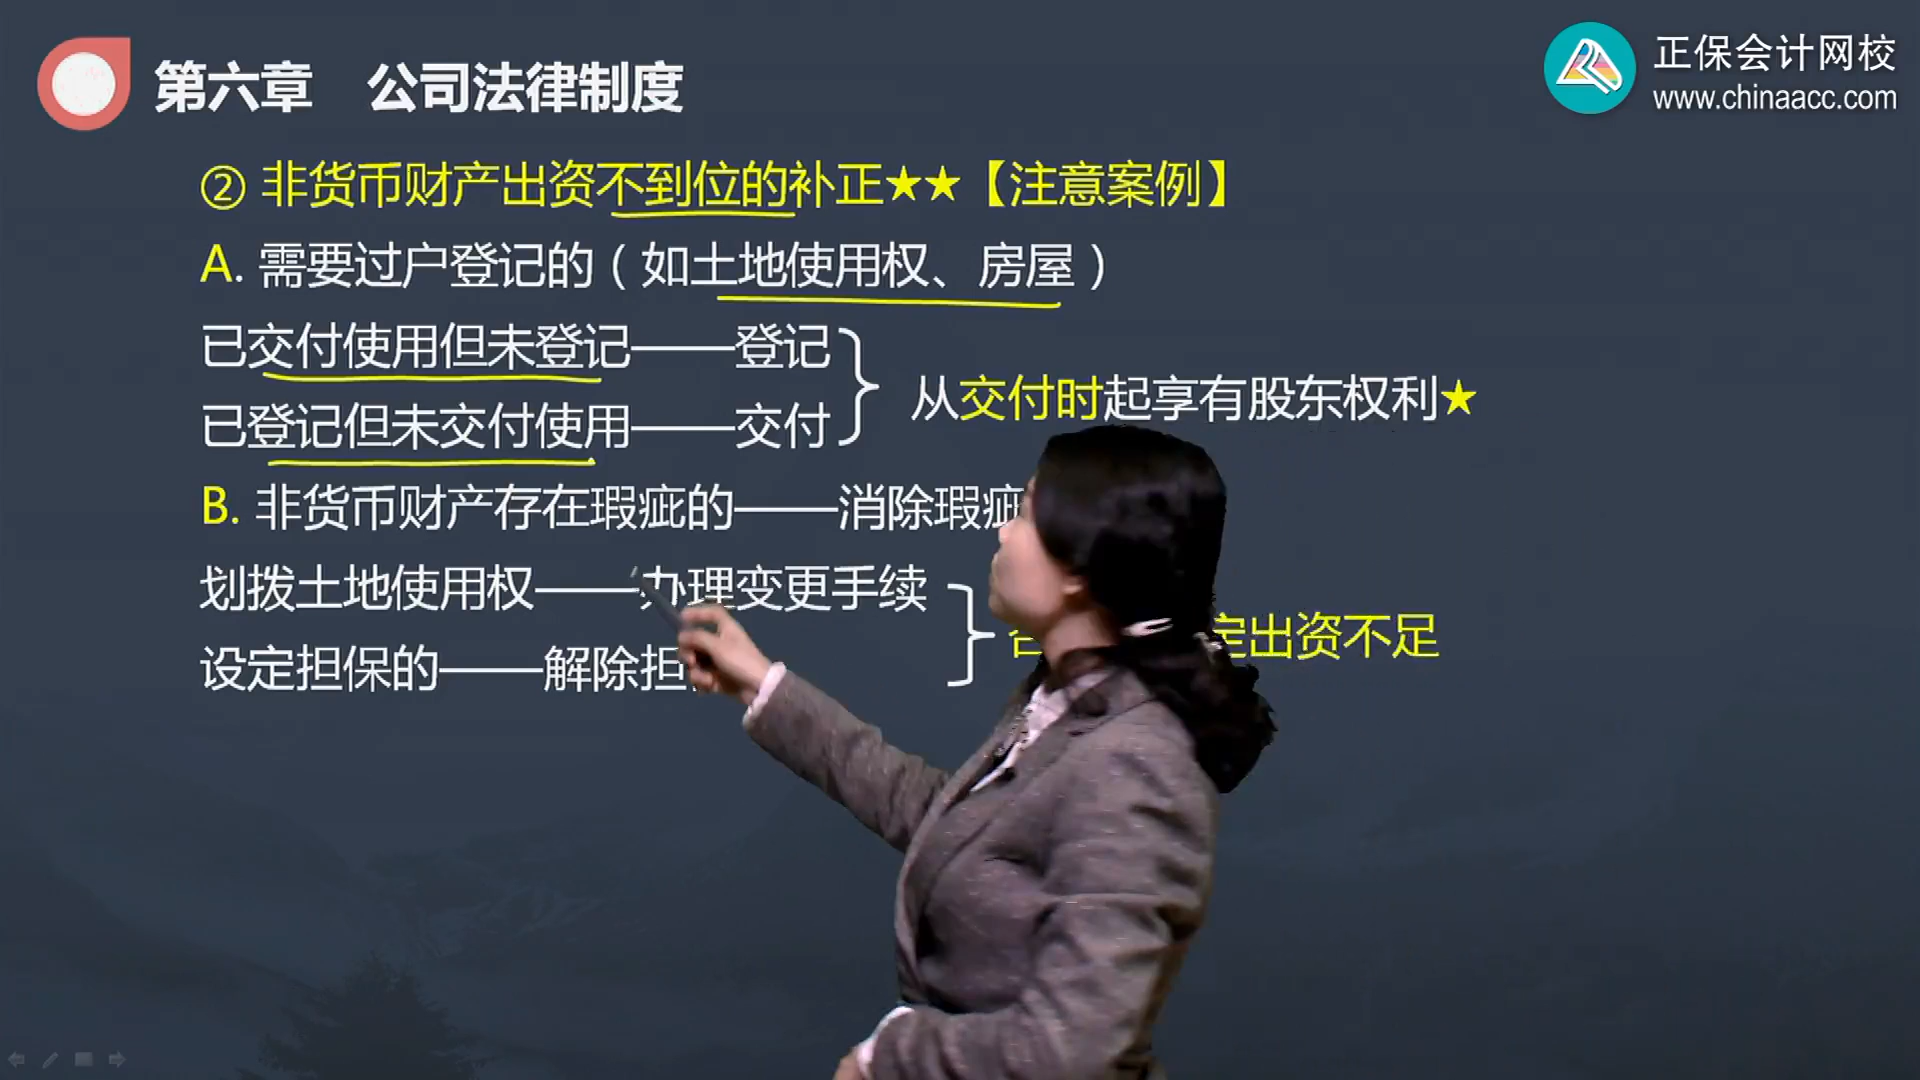 第六章 公司法律制度
正保会计网校
www.chinaacc.com
② 非货币财产出资不到位的补正★★【注意案例】
A. 需要过户登记的（如土地使用权、房屋）
已交付使用但未登记——登记
已登记但未交付使用——交付
从交付时起享有股东权利★
B. 非货币财产存在瑕疵的——消除瑕疵
划拨土地使用权——办理变更手续
设定担保的——解除担
定出资不足